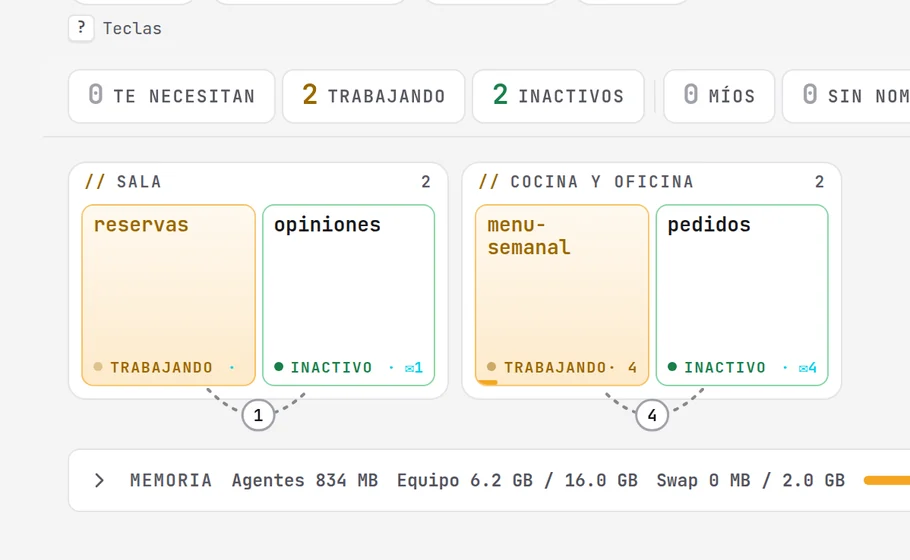 ? Teclas
0 TE NECESITAN 2 TRABAJANDO 2 INACTIVOS 0 MÍOS 0 SIN NOM
// SALA 2
reservas
TRABAJANDO ·
opiniones
INACTIVO · ✉1
1
// COCINA Y OFICINA 2
menu-
semanal
TRABAJANDO· 4
pedidos
INACTIVO · ✉4
4
MEMORIA Agentes 834 MB Equipo 6.2 GB / 16.0 GB Swap 0 MB / 2.0 GB